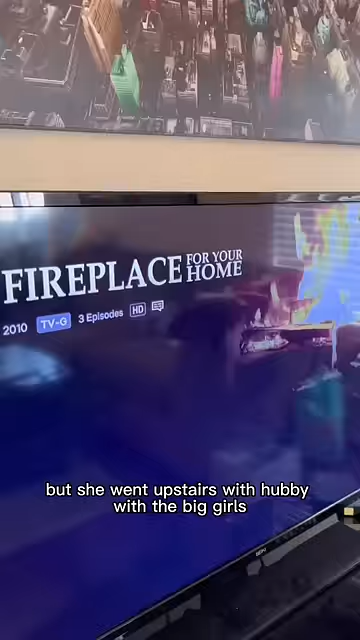 FIREPLACE FOR YOUR HOME
2010 TV-G 3 Episodes HD
but she went upstairs with hubby
with the big girls